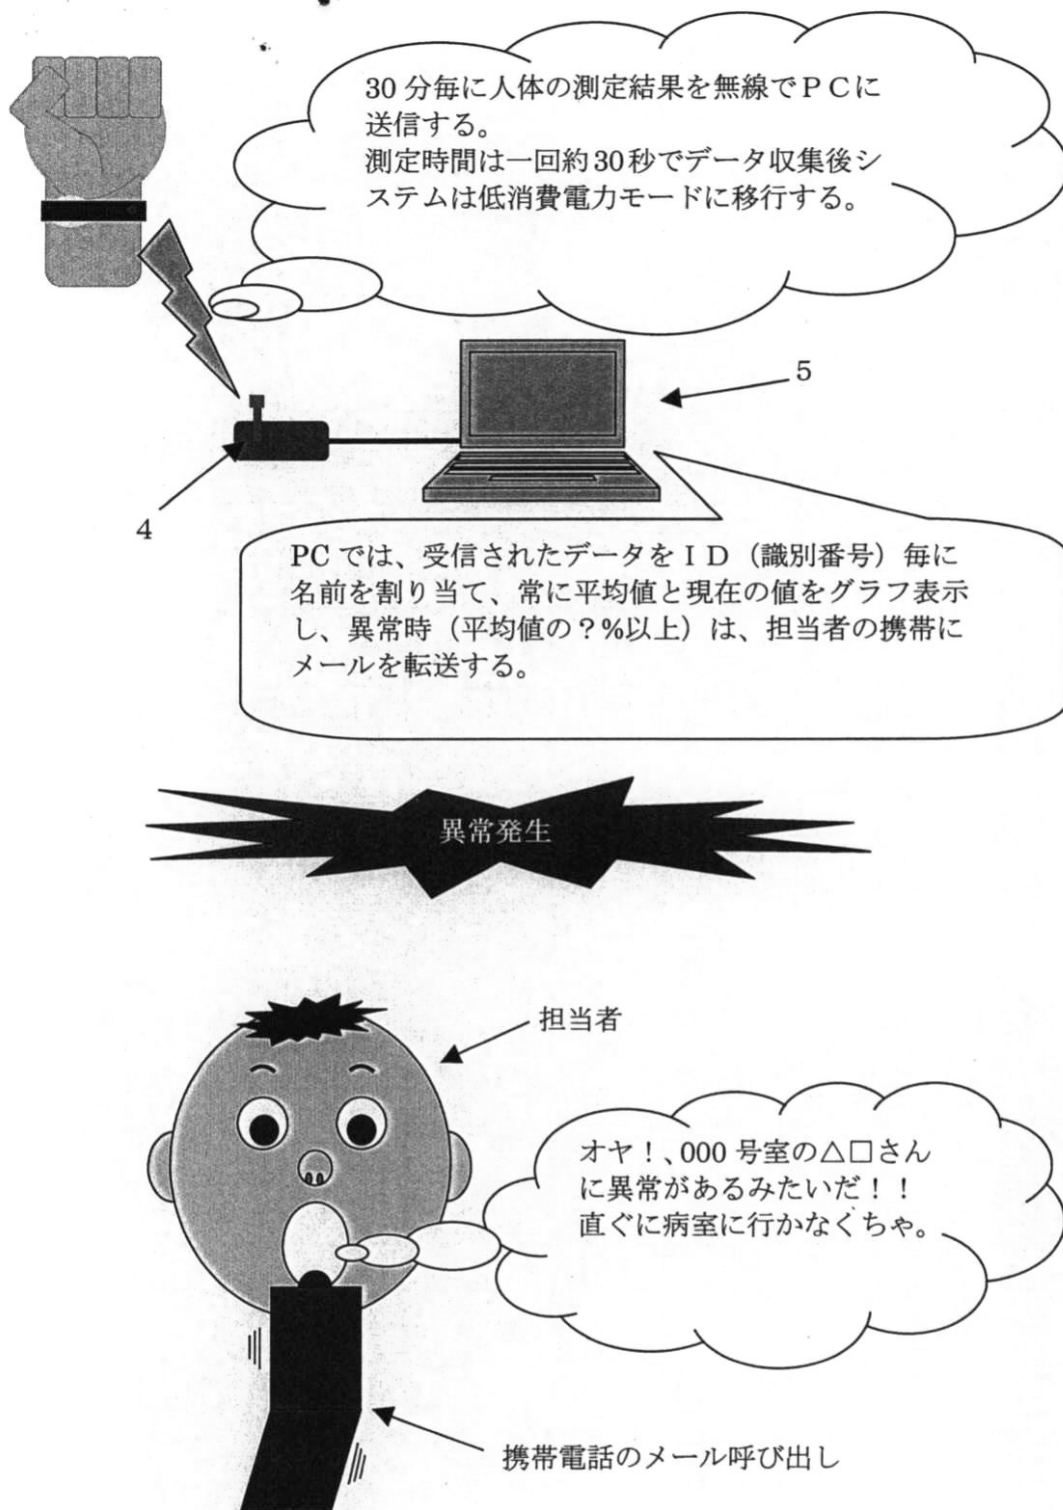 30 分毎に人体の測定結果を無線でＰＣに
送信する。
測定時間は一回約30秒でデータ収集後シ
ステムは低消費電力モードに移行する。
5
4
PC では、受信されたデータをＩＤ（識別番号）毎に
名前を割り当て、常に平均値と現在の値をグラフ表示
し、異常時（平均値の？%以上）は、担当者の携帯に
メールを転送する。
異常発生
担当者
オヤ！、000 号室の△□さん
に異常があるみたいだ！！
直ぐに病室に行かなくちゃ。
携帯電話のメール呼び出し